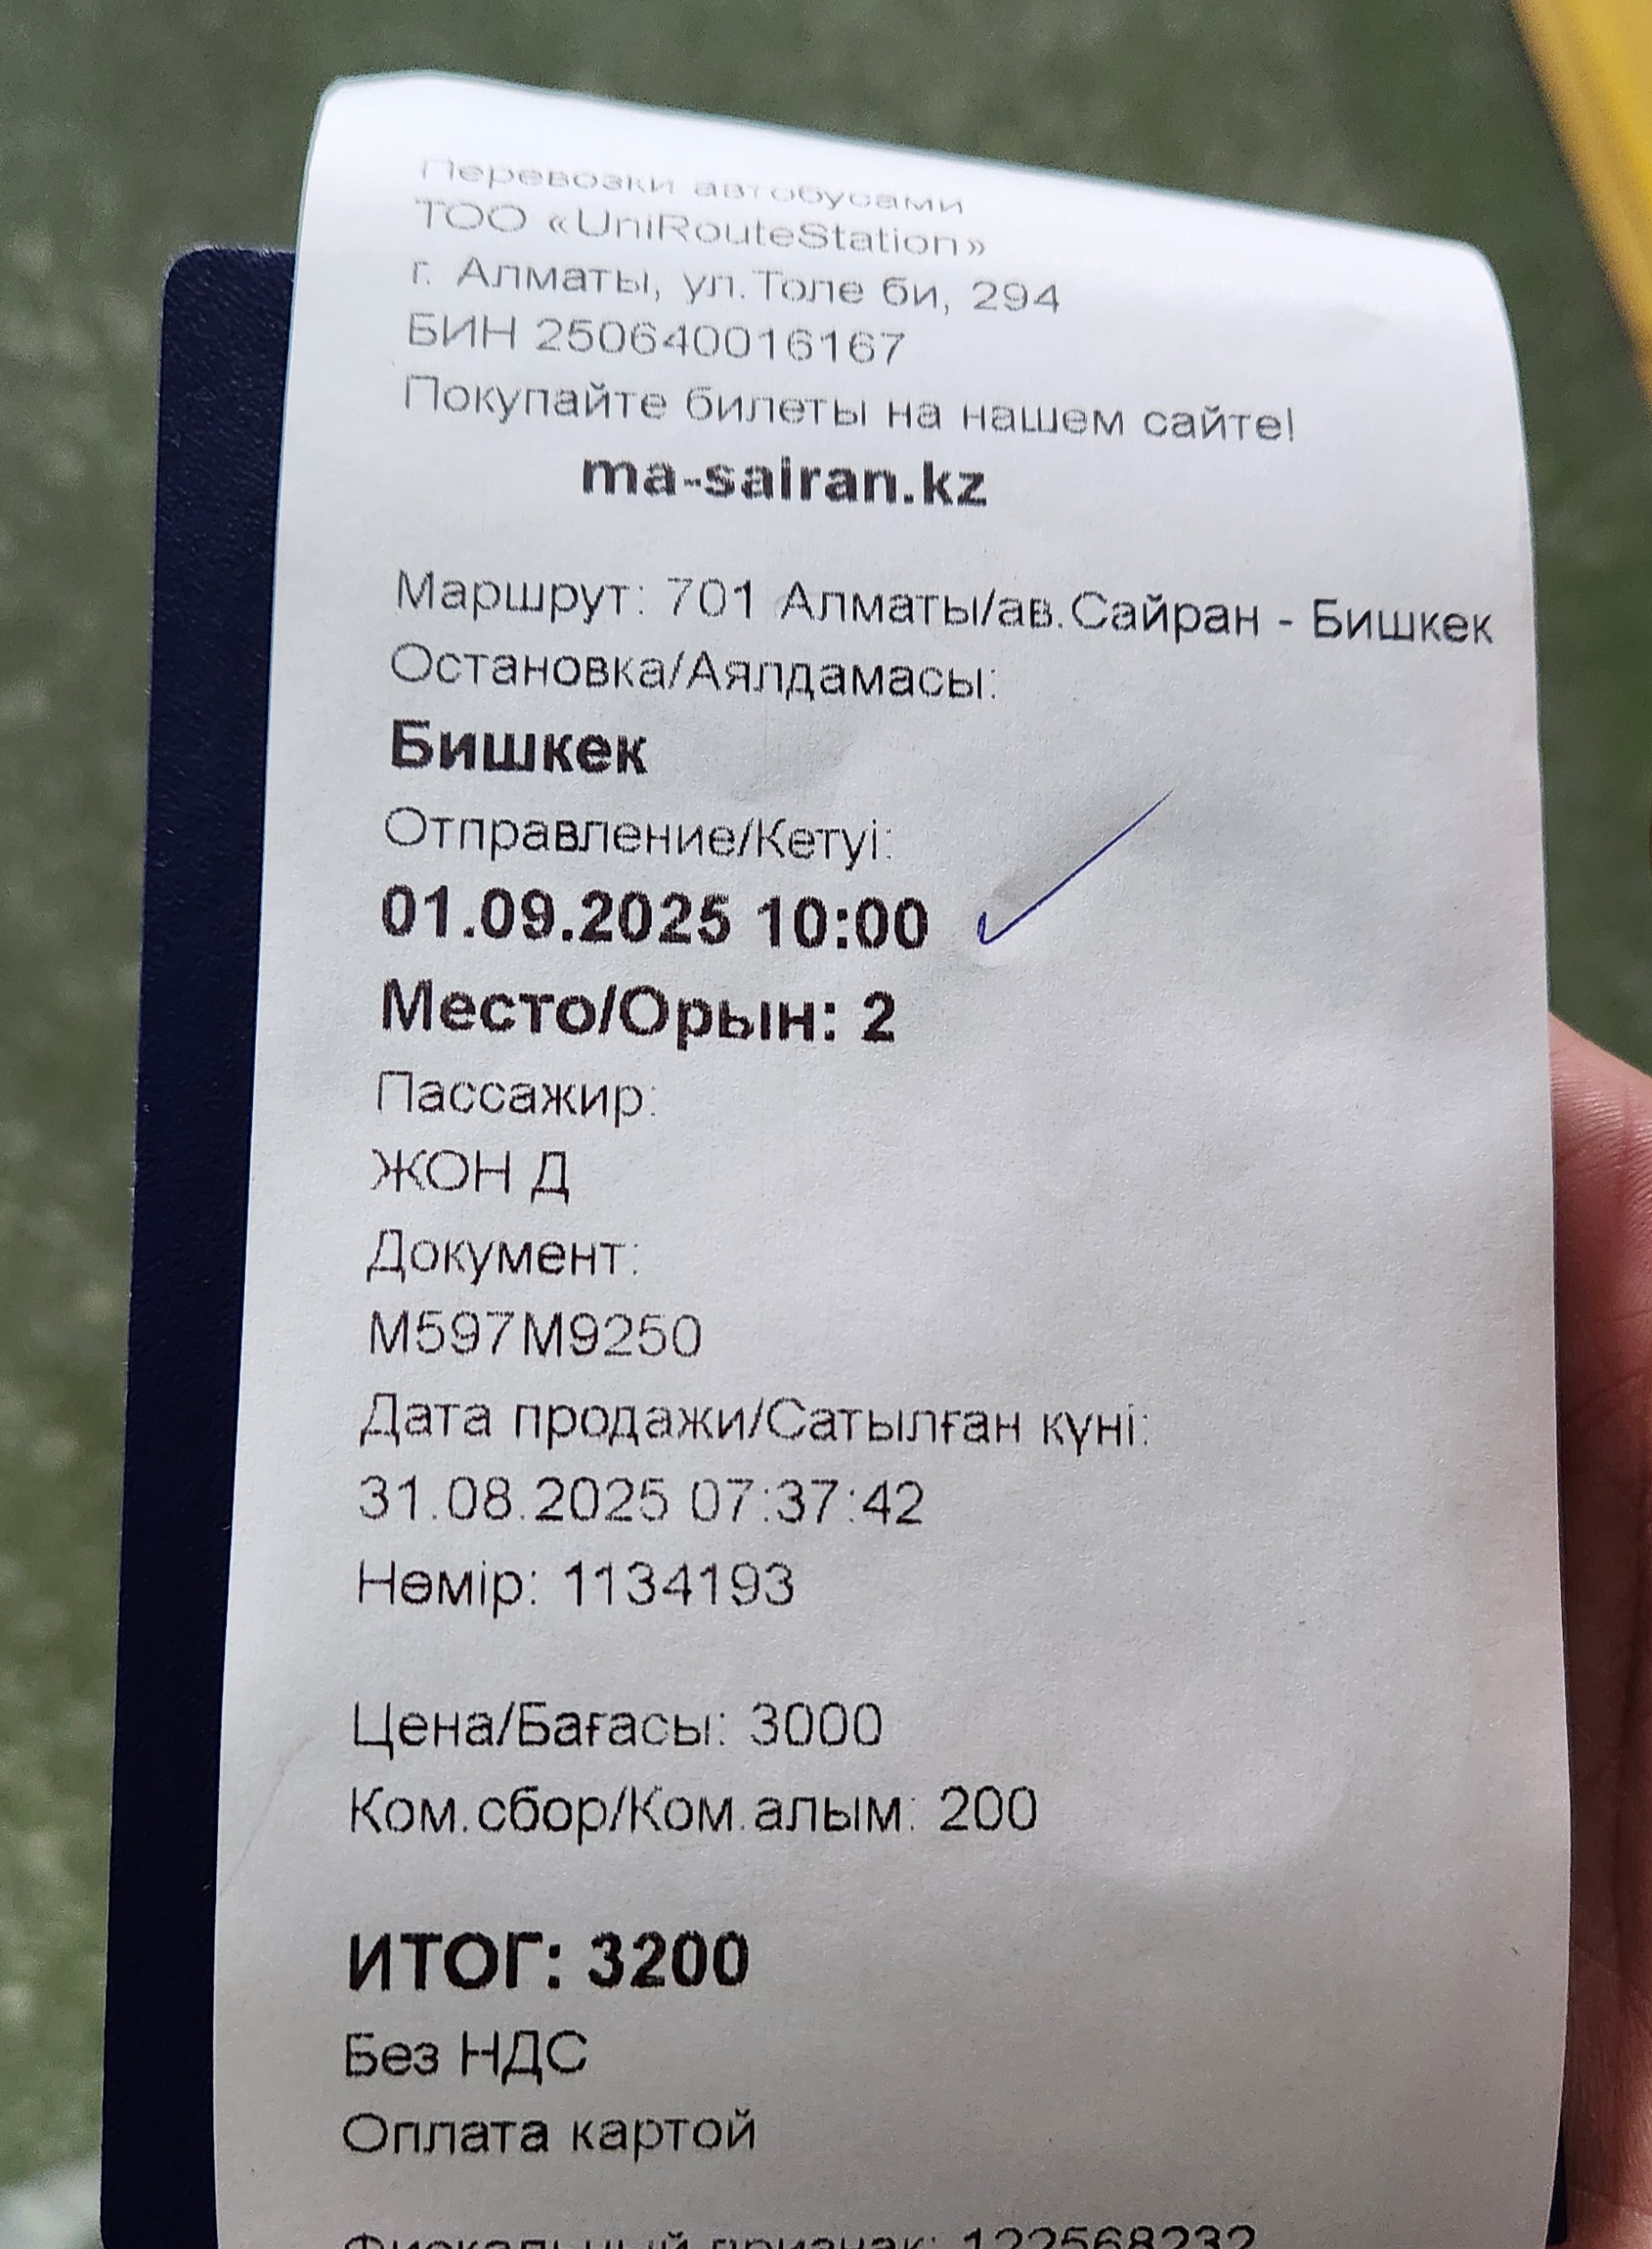 Перевозки автобусами
ТОО «UniRouteStation»
г. Алматы, ул.Толе би, 294
БИН 250640016167
Покупайте билеты на нашем сайте!
ma-sairan.kz
Маршрут: 701 Алматы/ав.Сайран - Бишкек
Остановка/Аялдамасы:
Бишкек
Отправление/Кетуі:
01.09.2025 10:00
Место/Орын: 2
Пассажир:
ЖОН Д
Документ:
M597M9250
Дата продажи/Сатылған күні:
31.08.2025 07:37:42
Нөмір: 1134193
Цена/Бағасы: 3000
Ком.сбор/Ком.алым: 200
ИТОГ: 3200
Без НДС
Оплата картой
Фискальный признак: 122568232